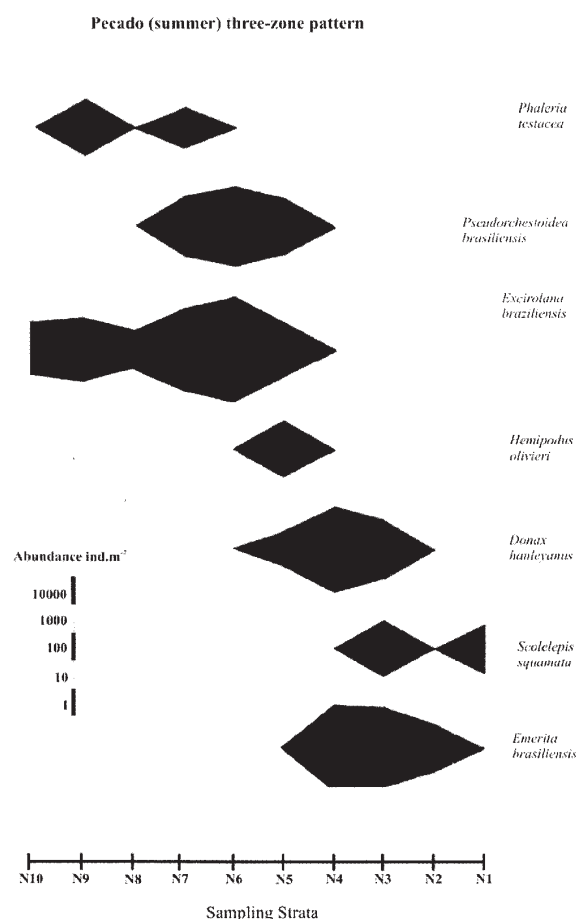 Pecado (summer) three-zone pattern
Phaleria
testacea
Pseudorchestoidea
brasiliensis
Excirolana
braziliensis
Hemipodus
olivieri
Donax
hanleyanus
Abundance ind.m⁻²
10000
1000
100
10
1
Scolelepis
squamata
Emerita
brasiliensis
N10 N9 N8 N7 N6 N5 N4 N3 N2 N1
Sampling Strata